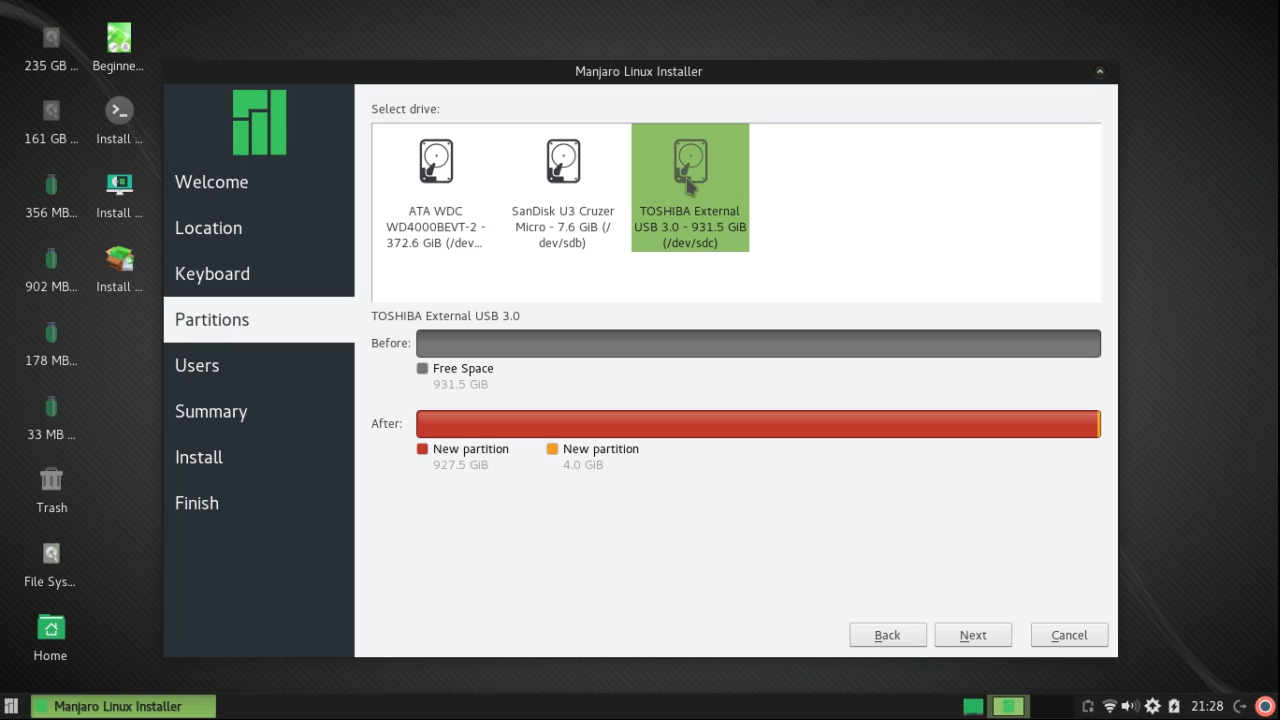 235 GB ...
Beginne...
161 GB ...
Install ...
356 MB...
Install ...
902 MB...
Install ...
178 MB...
33 MB ...
Trash
File Sys...
Home
Manjaro Linux Installer
Welcome
Location
Keyboard
Partitions
Users
Summary
Install
Finish
Select drive:
ATA WDC
WD4000BEVT-2 -
372.6 GiB (/dev...
SanDisk U3 Cruzer
Micro - 7.6 GiB (/
dev/sdb)
TOSHIBA External
USB 3.0 - 931.5 GiB
(/dev/sdc)
TOSHIBA External USB 3.0
Before:
Free Space
931.5 GiB
After:
New partition
927.5 GiB
New partition
4.0 GiB
Back
Next
Cancel
Manjaro Linux Installer
21:28